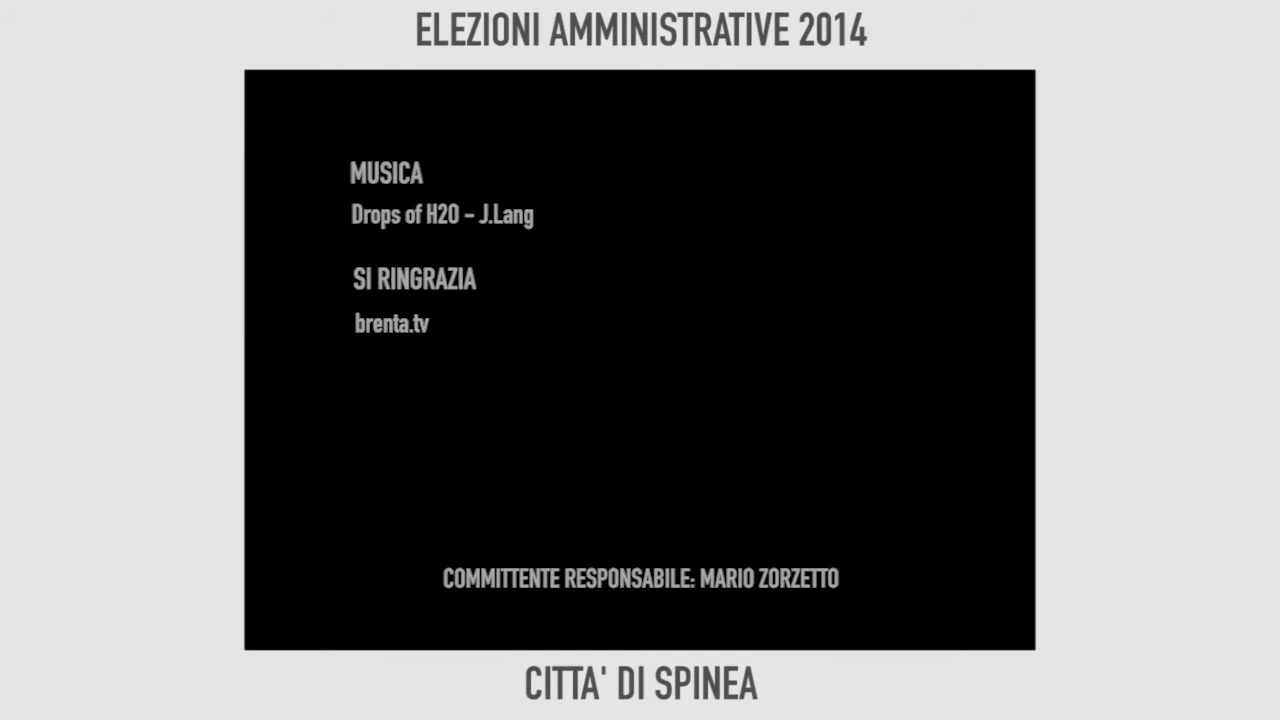 ELEZIONI AMMINISTRATIVE 2014
MUSICA
Drops of H2O - J.Lang
SI RINGRAZIA
brenta.tv
COMMITTENTE RESPONSABILE: MARIO ZORZETTO
CITTA' DI SPINEA